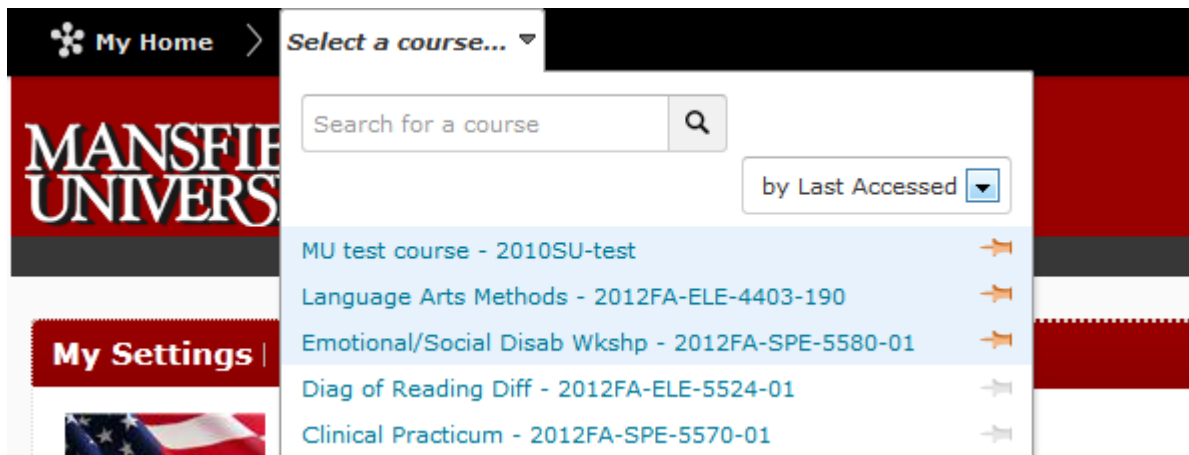 My Home
Select a course...
Search for a course
MANSFIE
UNIVERS
by Last Accessed
MU test course - 2010SU-test
Language Arts Methods - 2012FA-ELE-4403-190
Emotional/Social Disab Wkshp - 2012FA-SPE-5580-01
My Settings
Diag of Reading Diff - 2012FA-ELE-5524-01
Clinical Practicum - 2012FA-SPE-5570-01